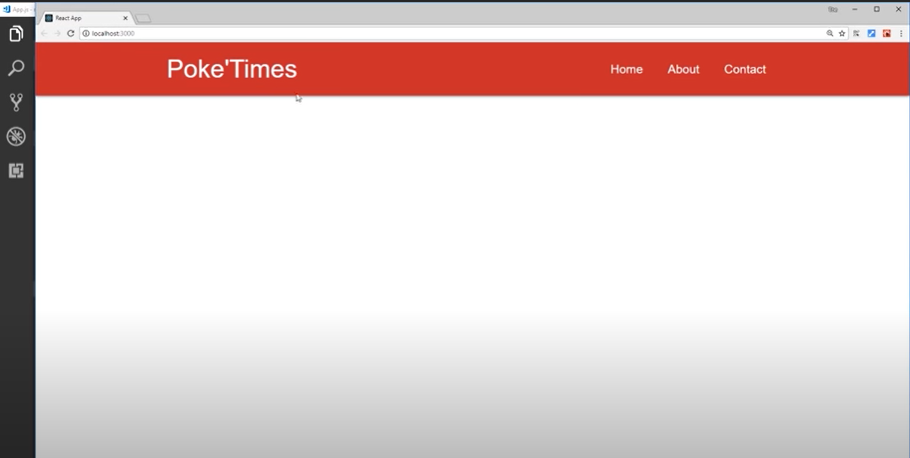 App.js
React App
localhost:3000
Poke'Times
Home About Contact